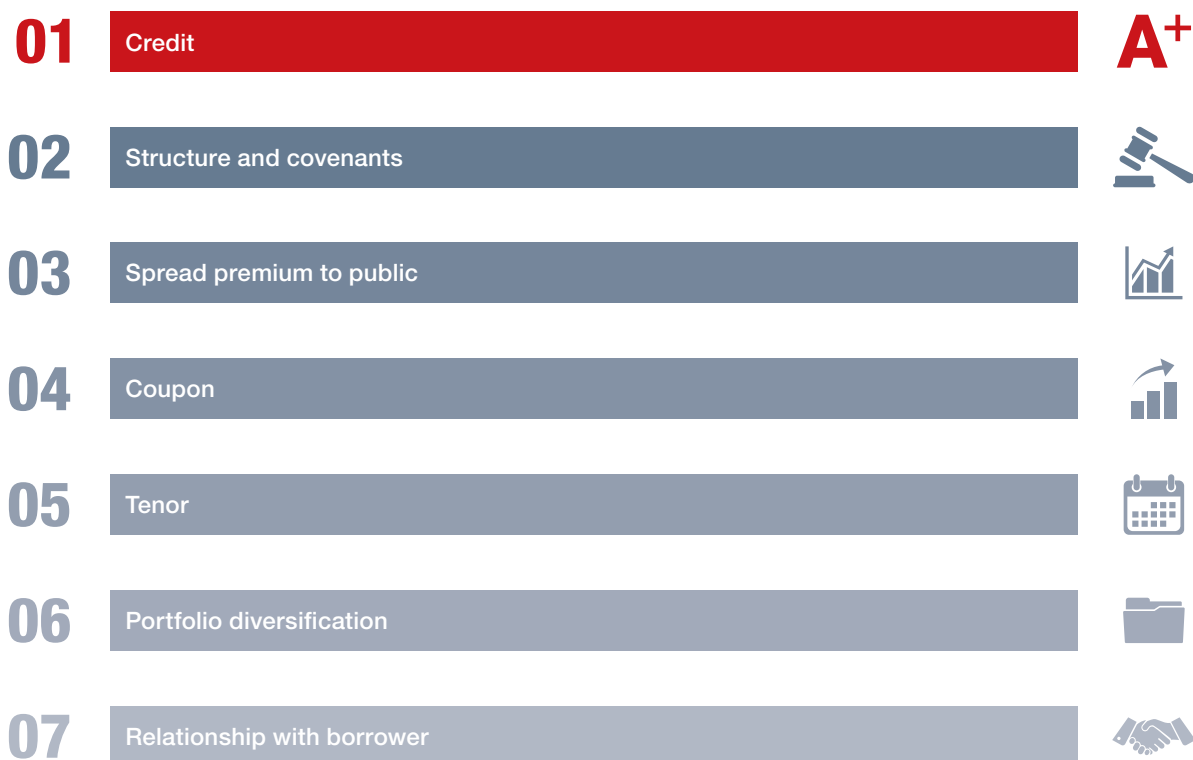 01 Credit A+
02 Structure and covenants
03 Spread premium to public
04 Coupon
05 Tenor
06 Portfolio diversification
07 Relationship with borrower